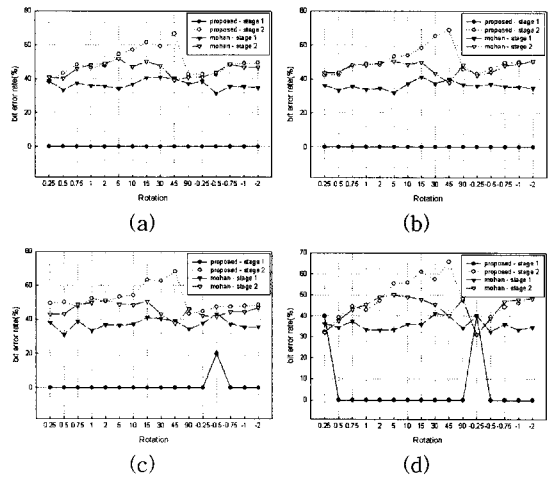 80
60
40
20
0
bit error rate(%)
proposed - stage 1
proposed - stage 2
mohan - stage 1
mohan - stage 2
0.25 0.5 0.75 1 2 5 10 15 30 45 90 -0.25 -0.5 -0.75 -1 -2
Rotation
(a)
80
60
40
20
0
bit error rate(%)
proposed - stage 1
proposed - stage 2
mohan - stage 1
mohan - stage 2
0.25 0.5 0.75 1 2 5 10 15 30 45 90 -0.25 -0.5 -0.75 -1 -2
Rotation
(b)
80
60
40
20
0
bit error rate(%)
proposed - stage 1
proposed - stage 2
mohan - stage 1
mohan - stage 2
0.25 0.5 0.75 1 2 5 10 15 30 45 90 -0.25 -0.5 -0.75 -1 -2
Rotation
(c)
70
60
50
40
30
20
10
0
bit error rate(%)
proposed - stage 1
proposed - stage 2
mohan - stage 1
mohan - stage 2
0.25 0.5 0.75 1 2 5 10 15 30 45 90 -0.25 -0.5 -0.75 -1 -2
Rotation
(d)